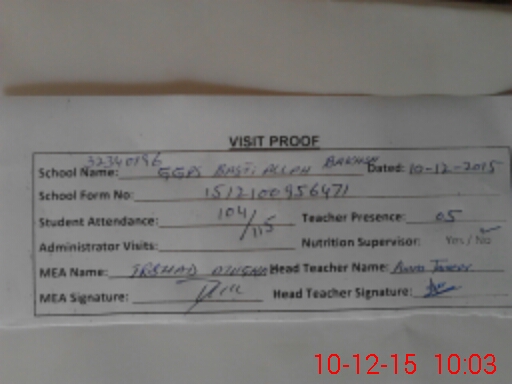 VISIT PROOF
32340196
School Name: GGPS BASTI ALLAH BAKHSH Dated: 10-12-2015
School Form No: 1512100956471
Student Attendance: 104/115 Teacher Presence: 05
Administrator Visits: Nutrition Supervisor: Yes / No
MEA Name: IRSHAD Head Teacher Name:
MEA Signature: Head Teacher Signature:
10-12-15 10:03